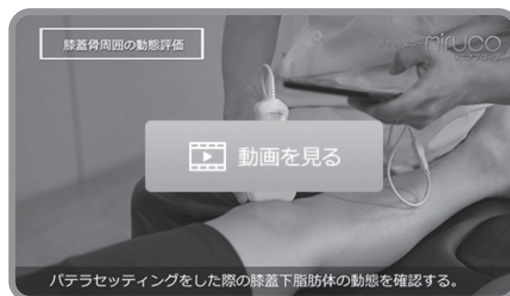 膝蓋骨周囲の動態評価
miruco
動画を見る
パテラセッティングをした際の膝蓋下脂肪体の動態を確認する。